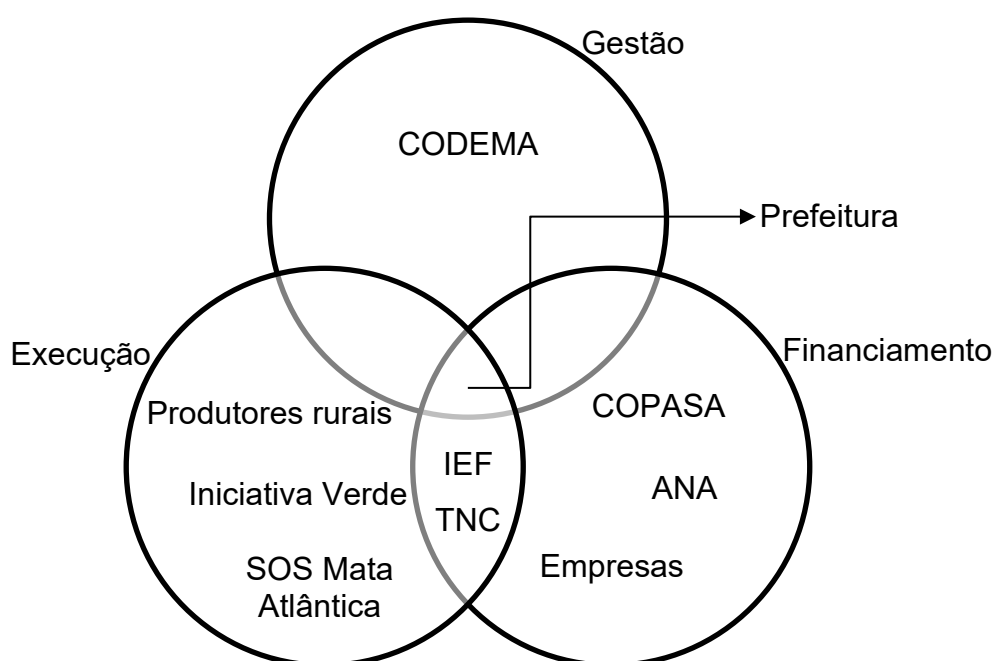 Gestão
CODEMA
Prefeitura
Execução
Financiamento
Produtores rurais
COPASA
IEF
ANA
Iniciativa Verde
TNC
Empresas
SOS Mata
Atlântica